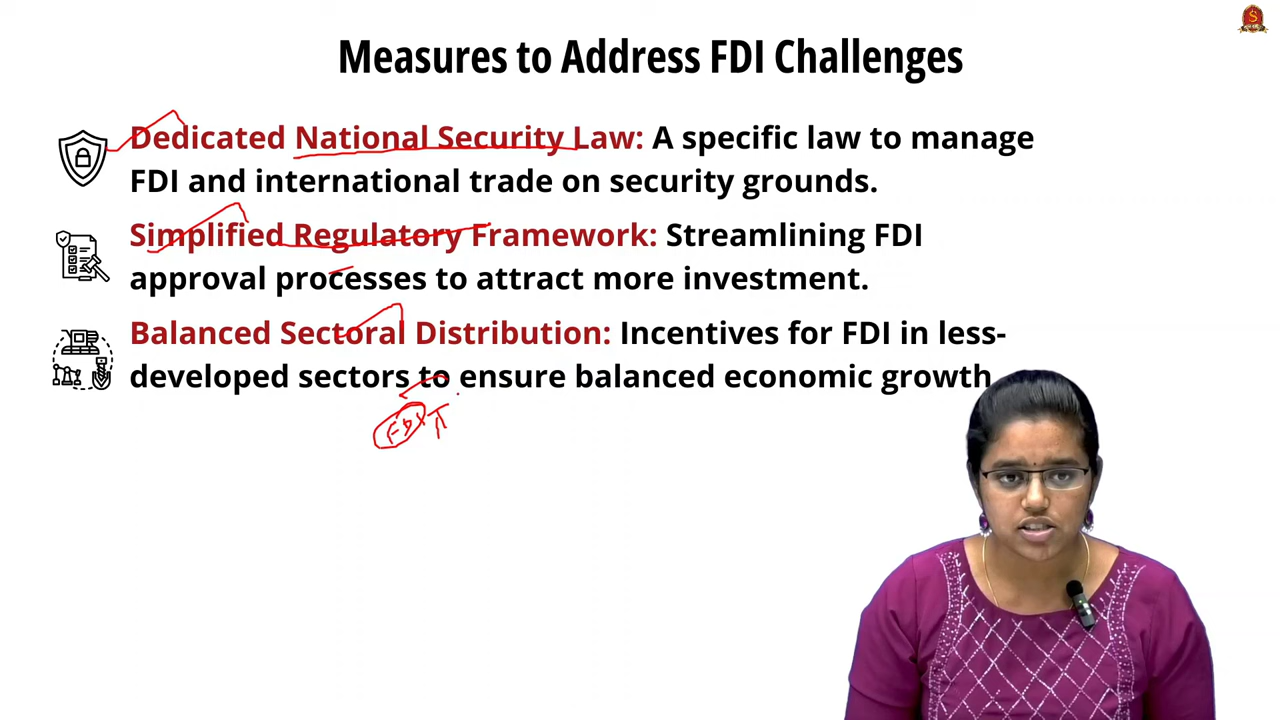 Measures to Address FDI Challenges
Dedicated National Security Law: A specific law to manage
FDI and international trade on security grounds.
Simplified Regulatory Framework: Streamlining FDI
approval processes to attract more investment.
Balanced Sectoral Distribution: Incentives for FDI in less-
developed sectors to ensure balanced economic growth
FDI